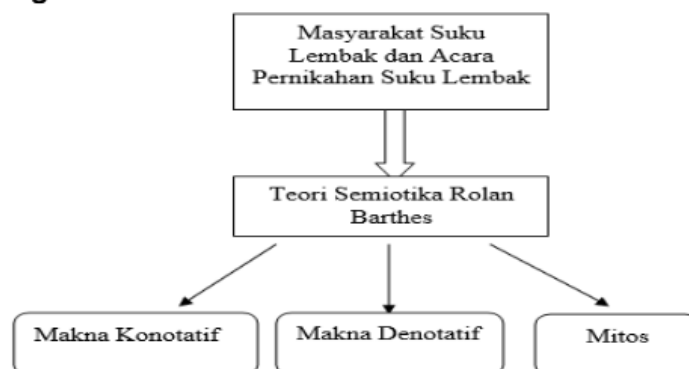 Masyarakat Suku
Lembak dan Acara
Pernikahan Suku Lembak
Teori Semiotika Rolan
Barthes
Makna Konotatif
Makna Denotatif
Mitos